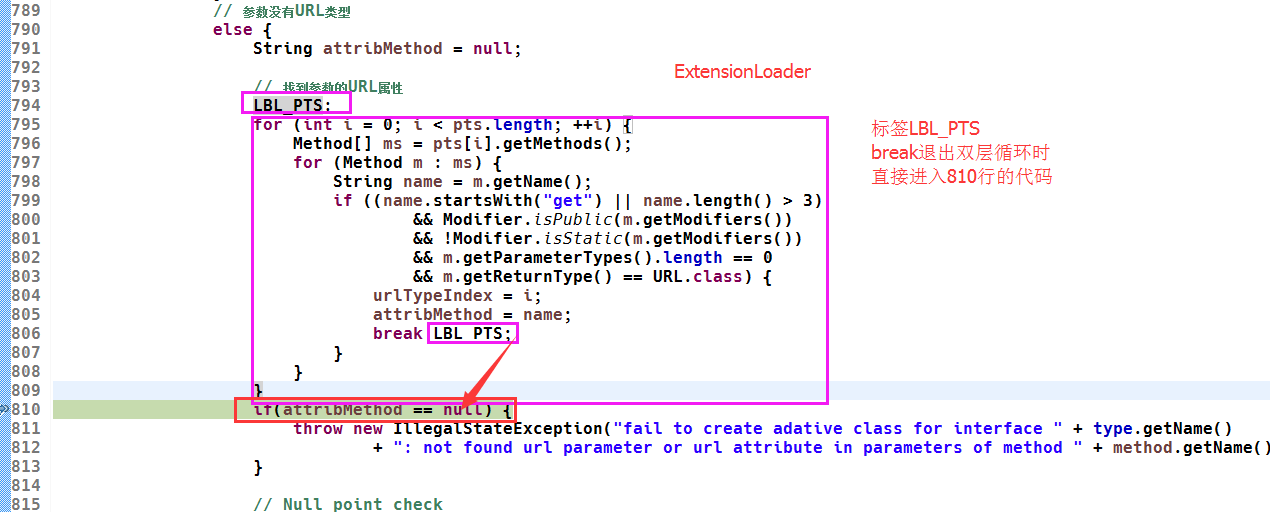 789 // 参数没有URL类型
790 else {
791 String attribMethod = null;
792
ExtensionLoader
793 // 找到参数的URL属性
794 LBL_PTS:
795 for (int i = 0; i < pts.length; ++i) {
796 Method[] ms = pts[i].getMethods();
797 for (Method m : ms) {
798 String name = m.getName();
799 if ((name.startsWith("get") || name.length() > 3)
800 && Modifier.isPublic(m.getModifiers())
801 && !Modifier.isStatic(m.getModifiers())
802 && m.getParameterTypes().length == 0
803 && m.getReturnType() == URL.class) {
804 urlTypeIndex = i;
805 attribMethod = name;
806 break LBL_PTS;
807 }
808 }
809 }
标签LBL_PTS
break退出双层循环时
直接进入810行的代码
810 if(attribMethod == null) {
811 throw new IllegalStateException("fail to create adative class for interface " + type.getName()
812 + ": not found url parameter or url attribute in parameters of method " + method.getName()
813 }
814
815 // Null point check